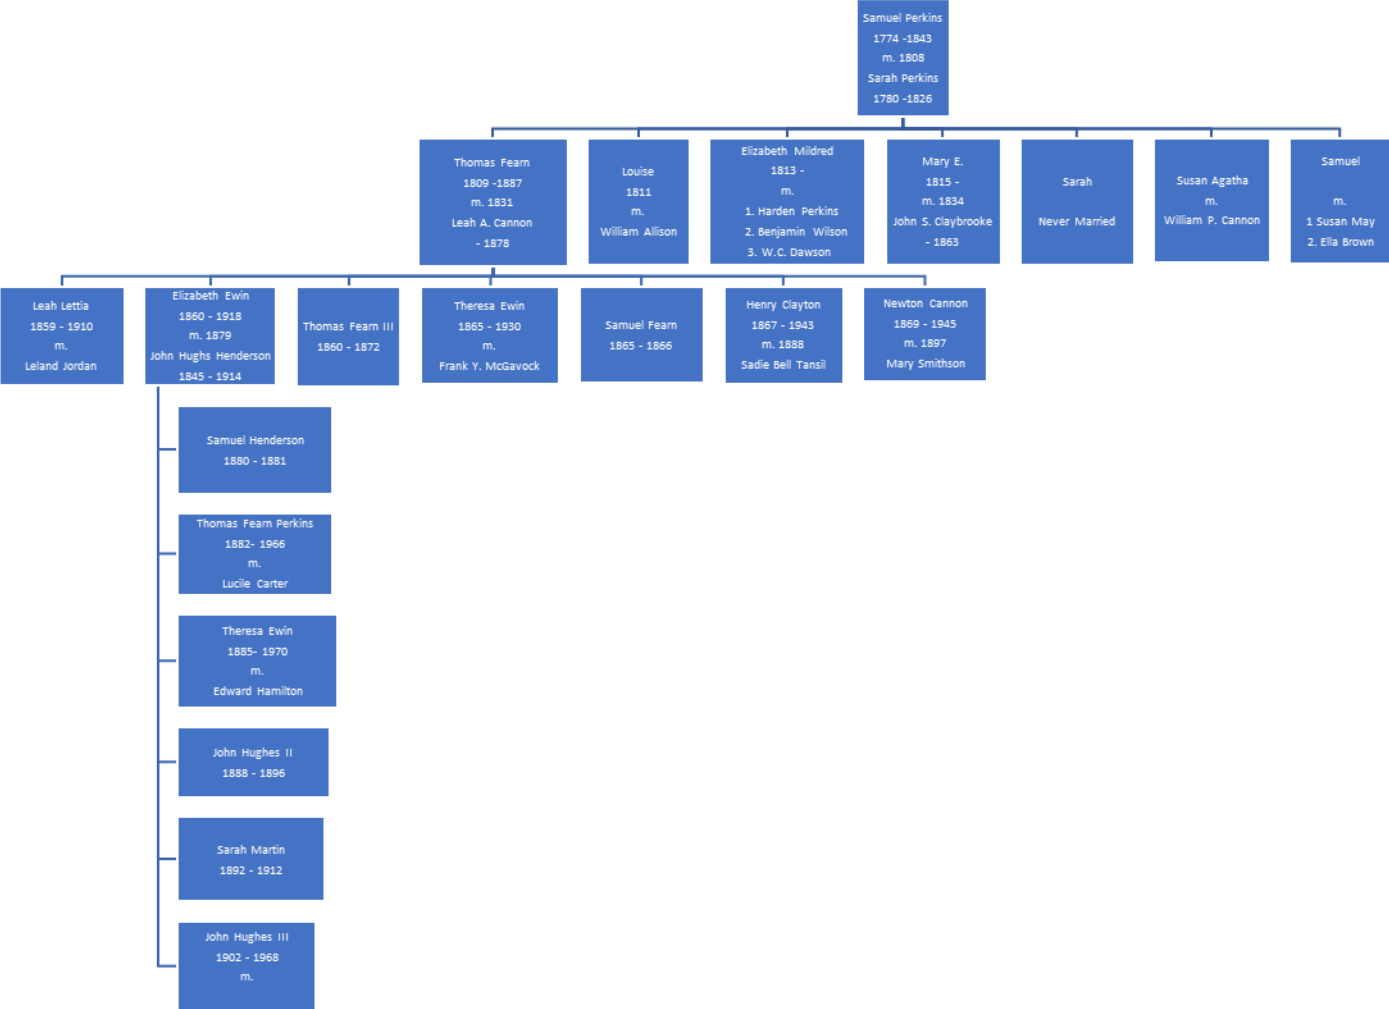 Samuel Perkins
1774 -1843
m. 1808
Sarah Perkins
1780 -1826
Thomas Fearn
1809 -1887
m. 1831
Leah A. Cannon
- 1878
Louise
1811
m.
William Allison
Elizabeth Mildred
1813 -
m.
1. Harden Perkins
2. Benjamin Wilson
3. W.C. Dawson
Mary E.
1815 -
m. 1834
John S. Claybrooke
- 1863
Sarah
Never Married
Susan Agatha
m.
William P. Cannon
Samuel
m.
1 Susan May
2. Ella Brown
Leah Lettia
1859 - 1910
m.
Leland Jordan
Elizabeth Ewin
1860 - 1918
m. 1879
John Hughs Henderson
1845 - 1914
Thomas Fearn III
1860 - 1872
Theresa Ewin
1865 - 1930
m.
Frank Y. McGavock
Samuel Fearn
1865 - 1866
Henry Clayton
1867 - 1943
m. 1888
Sadie Bell Tansil
Newton Cannon
1869 - 1945
m. 1897
Mary Smithson
Samuel Henderson
1880 - 1881
Thomas Fearn Perkins
1882- 1966
m.
Lucile Carter
Theresa Ewin
1885- 1970
m.
Edward Hamilton
John Hughes II
1888 - 1896
Sarah Martin
1892 - 1912
John Hughes III
1902 - 1968
m.